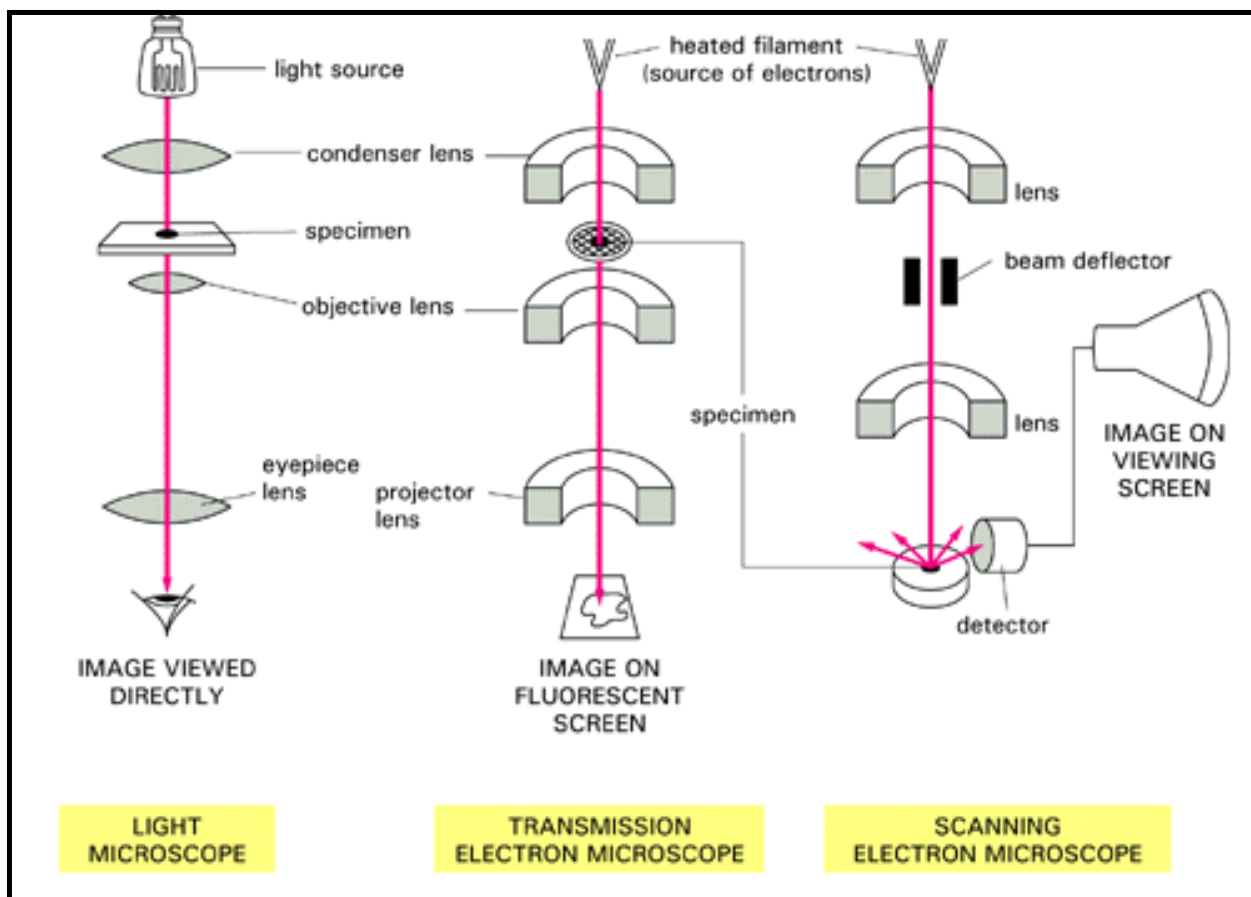 light source
heated filament
(source of electrons)
condenser lens
lens
specimen
beam deflector
objective lens
specimen
lens
IMAGE ON
VIEWING
SCREEN
eyepiece
lens
projector
lens
detector
IMAGE VIEWED
DIRECTLY
IMAGE ON
FLUORESCENT
SCREEN
LIGHT
MICROSCOPE
TRANSMISSION
ELECTRON MICROSCOPE
SCANNING
ELECTRON MICROSCOPE